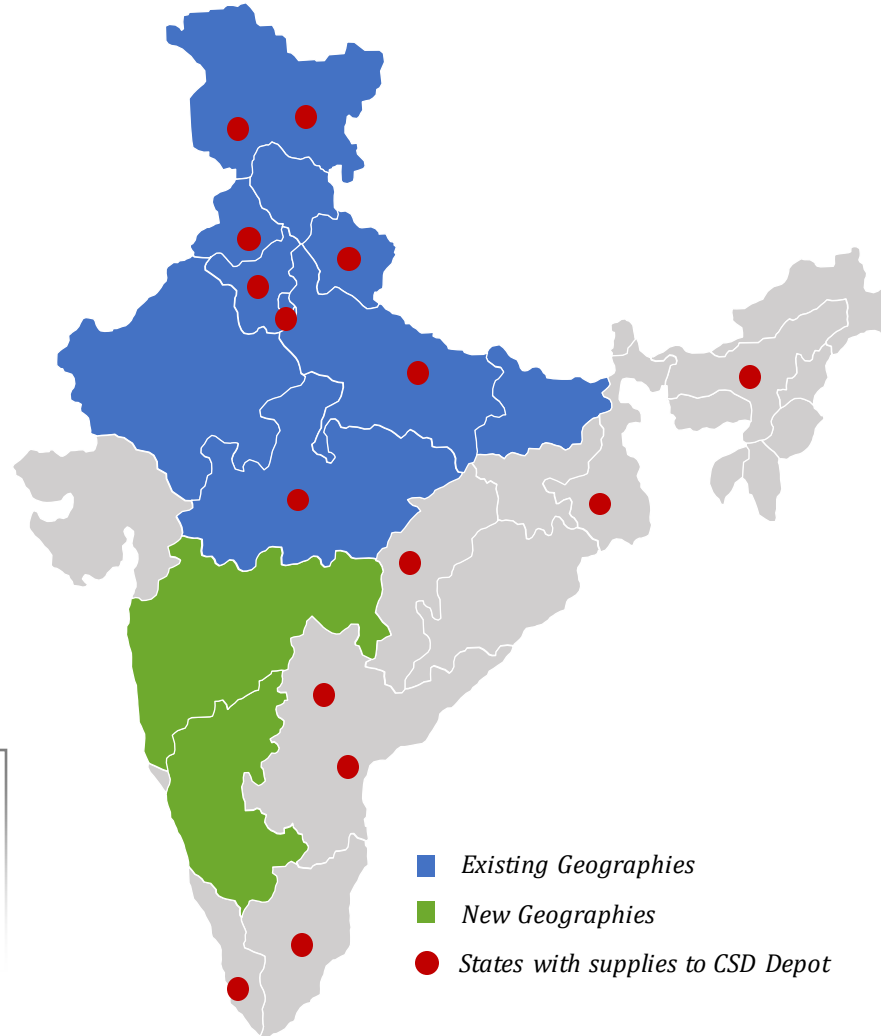 Existing Geographies
New Geographies
States with supplies to CSD Depot